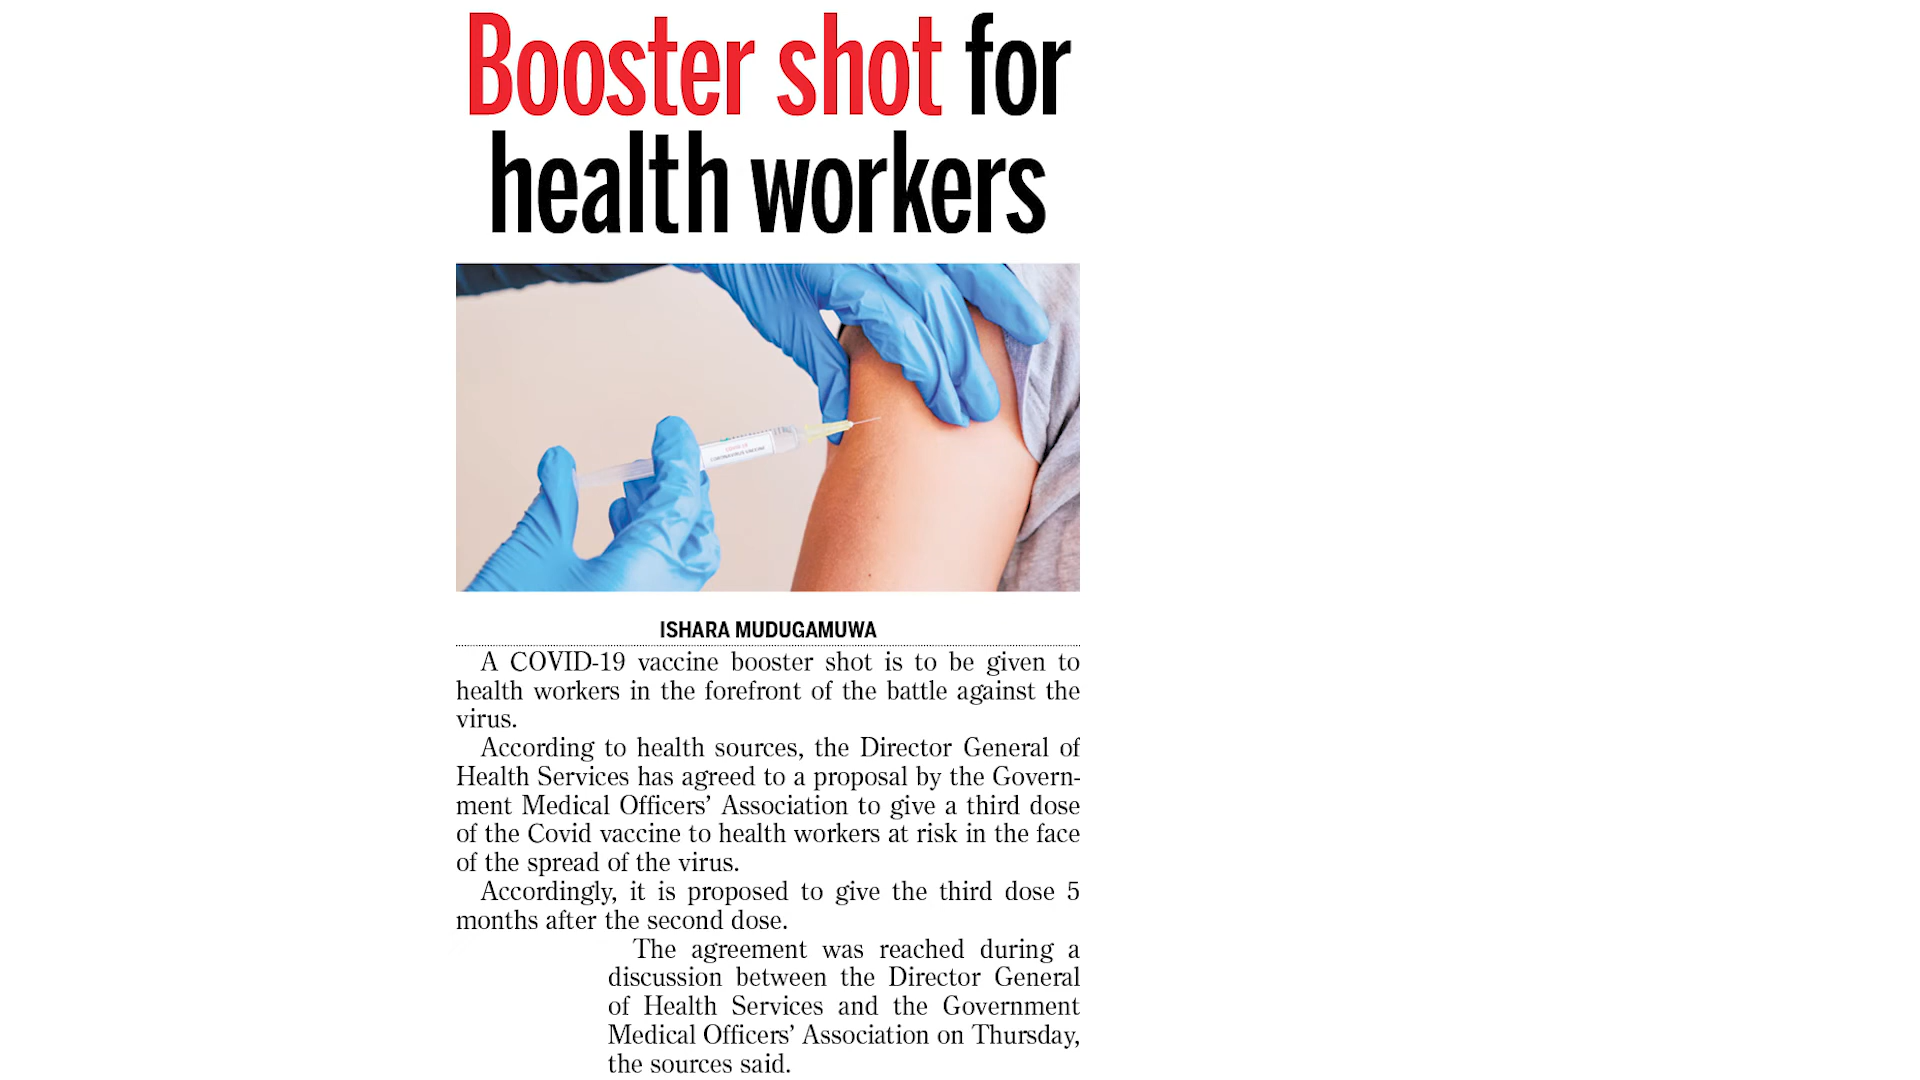 Booster shot for
health workers
COVID-19
CORONAVIRUS VACCINE
ISHARA MUDUGAMUWA
A COVID-19 vaccine booster shot is to be given to
health workers in the forefront of the battle against the
virus.
According to health sources, the Director General of
Health Services has agreed to a proposal by the Govern-
ment Medical Officers’ Association to give a third dose
of the Covid vaccine to health workers at risk in the face
of the spread of the virus.
Accordingly, it is proposed to give the third dose 5
months after the second dose.
The agreement was reached during a
discussion between the Director General
of Health Services and the Government
Medical Officers’ Association on Thursday,
the sources said.